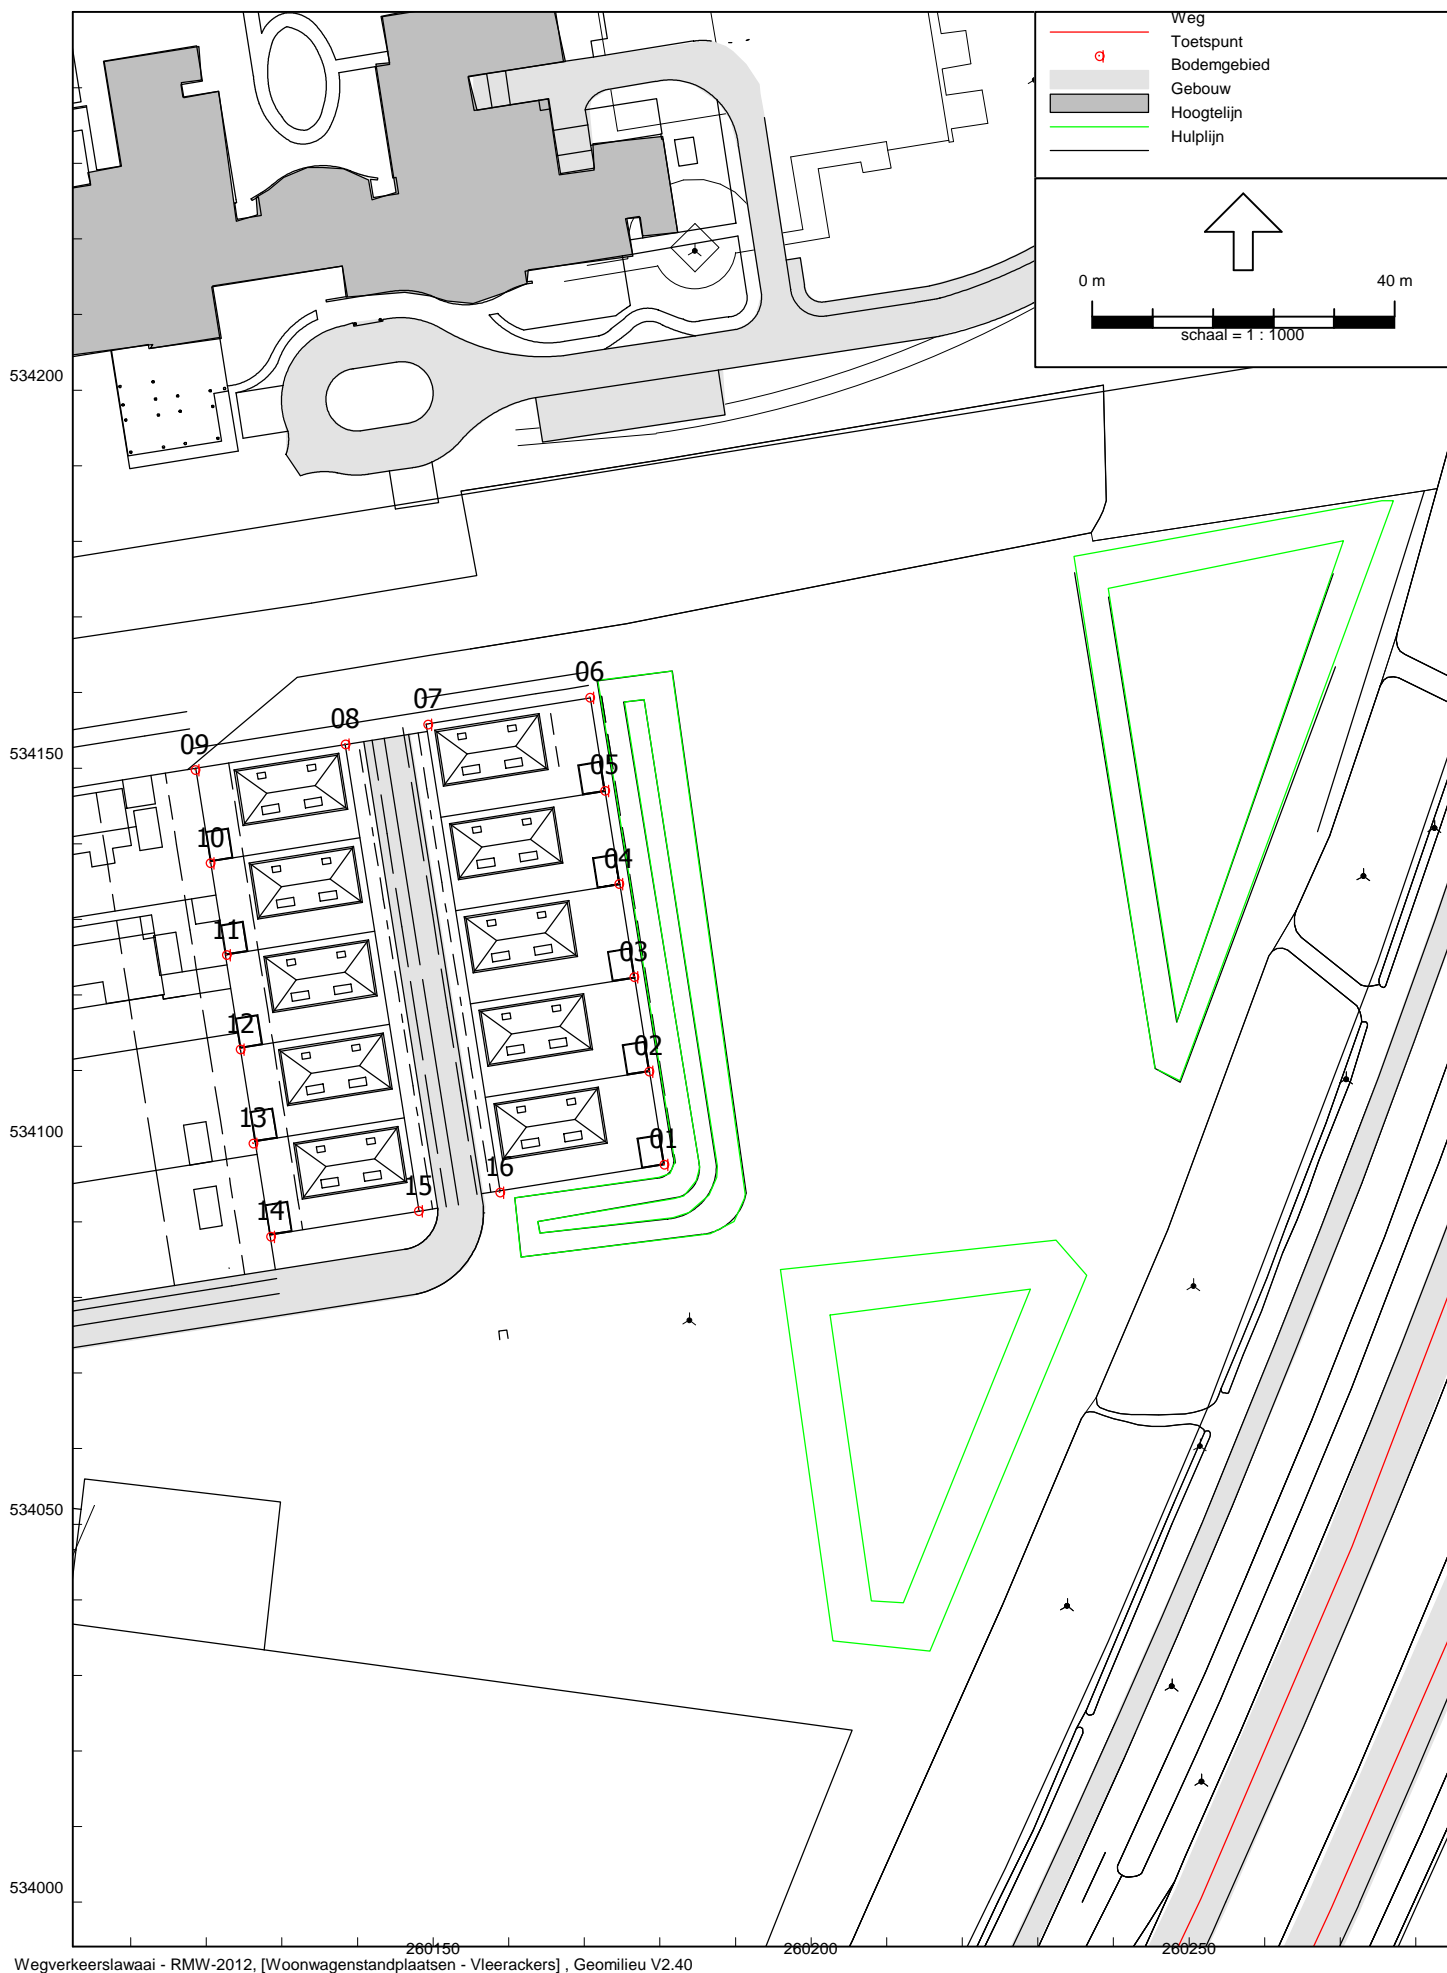 Weg
Toetspunt
Bodemgebied
Gebouw
Hoogtelijn
Hulplijn
0 m 40 m
schaal = 1 : 1000
534200
06
07
08
09
534150
05
10
04
11
03
12
02
13
534100
01
16
15
14
534050
534000
260150 260200 260250
Wegverkeerslawaai - RMW-2012, [Woonwagenstandplaatsen - Vleerackers] , Geomilieu V2.40